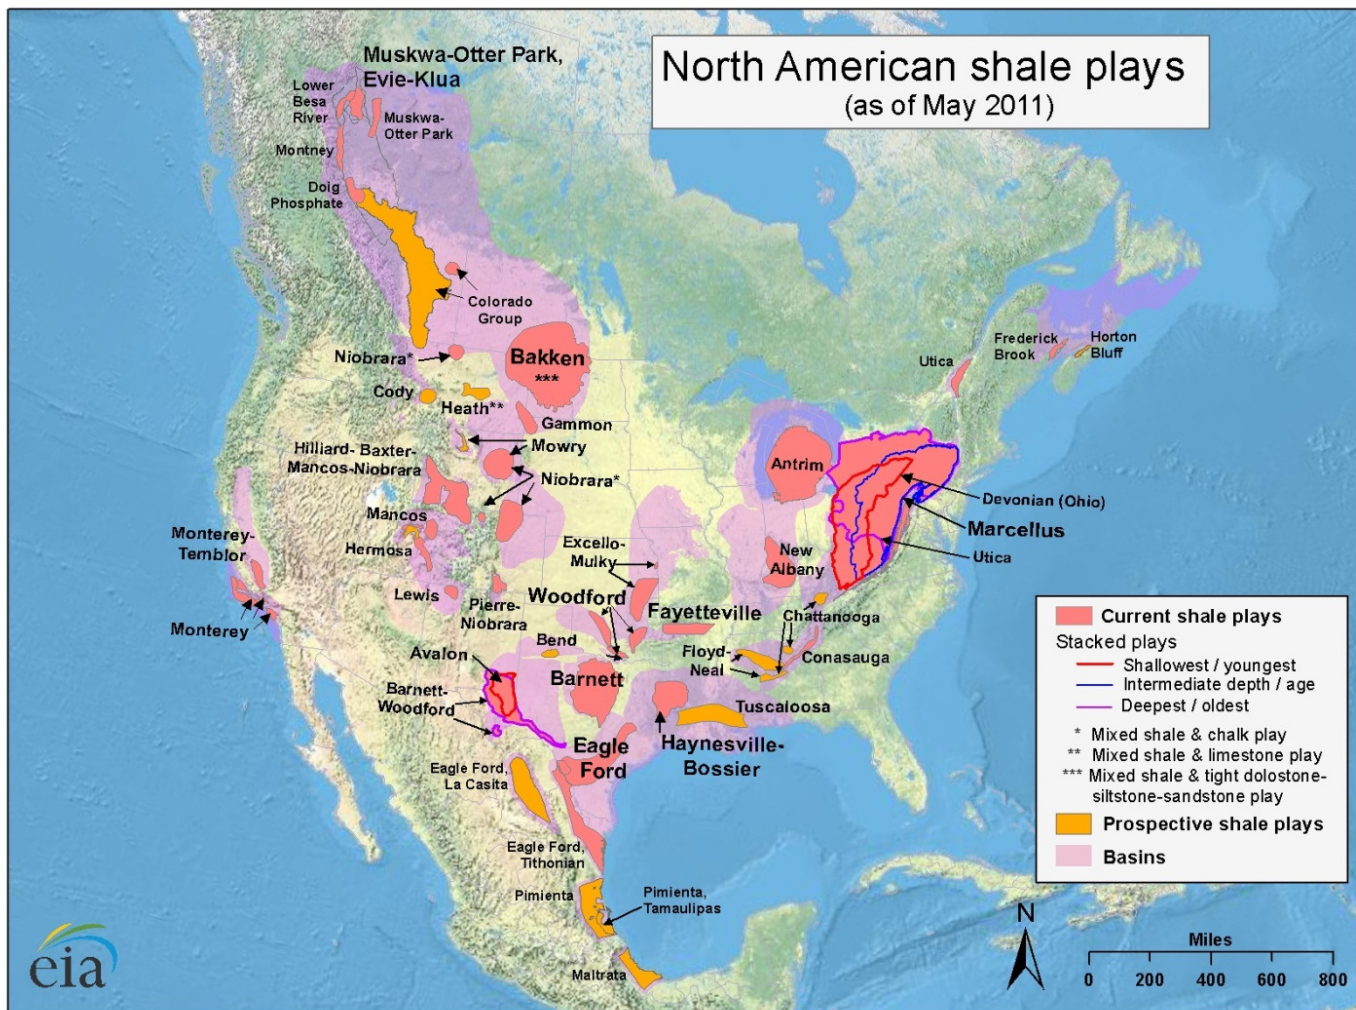 North American shale plays
(as of May 2011)
Muskwa-Otter Park,
Evie-Klua
Lower
Besa
River
Muskwa-
Otter Park
Montney
Doig
Phosphate
Colorado
Group
Niobrara*
Bakken
***
Cody
Heath**
Gammon
Mowry
Hilliard- Baxter-
Mancos-Niobrara
Niobrara*
Mancos
Hermosa
Monterey-
Temblor
Monterey
Lewis
Pierre-
Niobrara
Excello-
Mulky
Woodford
Fayetteville
Bend
Avalon
Barnett-
Woodford
Barnett
Eagle
Ford
Haynesville-
Bossier
Tuscaloosa
Floyd-
Neal
Conasauga
Chattanooga
New
Albany
Antrim
Devonian (Ohio)
Marcellus
Utica
Utica
Frederick
Brook
Horton
Bluff
Eagle Ford,
La Casita
Eagle Ford,
Tithonian
Pimienta
Pimienta,
Tamaulipas
Maltrata
Current shale plays
Stacked plays
Shallowest / youngest
Intermediate depth / age
Deepest / oldest
* Mixed shale & chalk play
** Mixed shale & limestone play
*** Mixed shale & tight dolostone-
siltstone-sandstone play
Prospective shale plays
Basins
N
Miles
0 200 400 600 800
eia